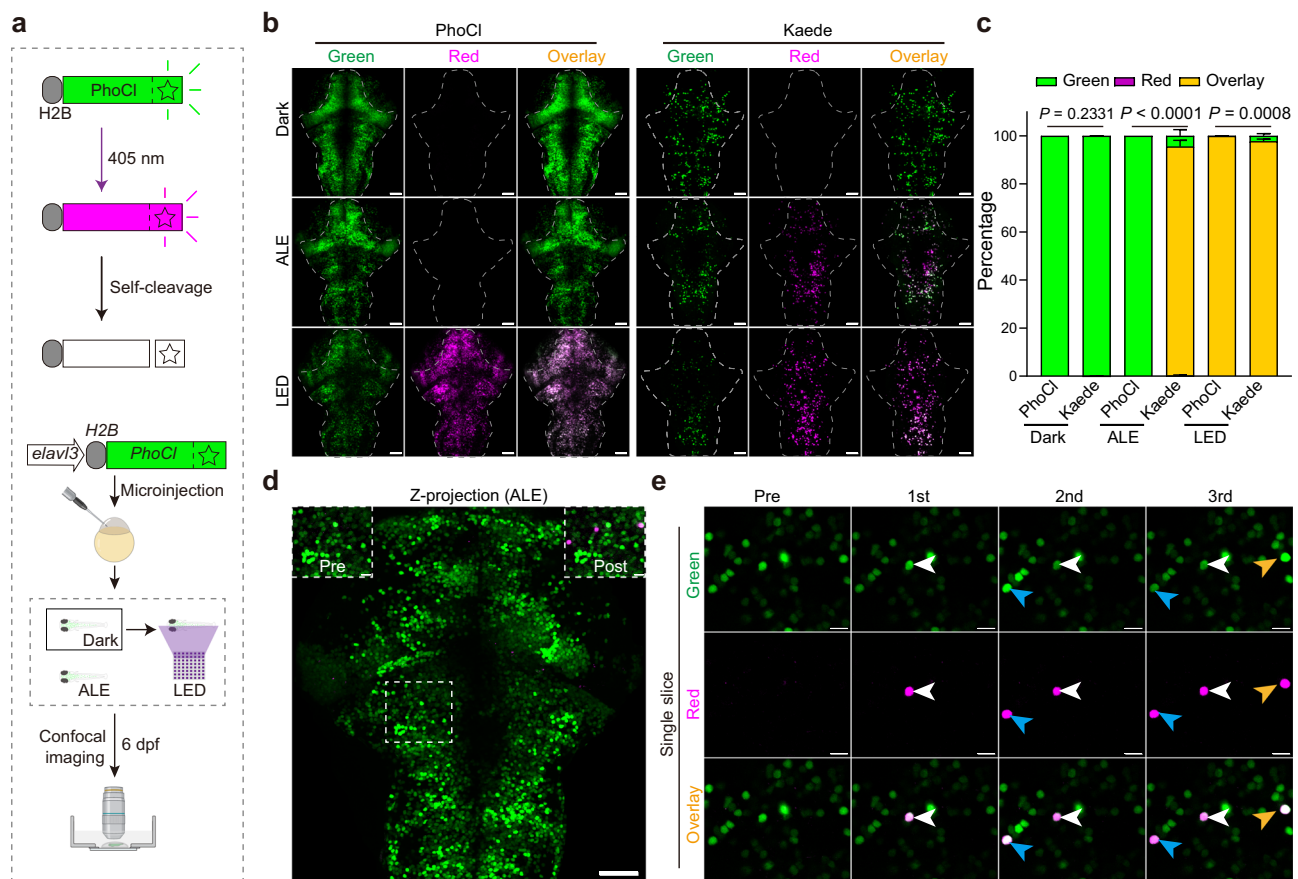 a
PhoCl
H2B
405 nm
Self-cleavage
H2B
elavl3
PhoCl
Microinjection
Dark
ALE
LED
Confocal
imaging
6 dpf
b
PhoCl
Kaede
Green
Red
Overlay
Green
Red
Overlay
Dark
ALE
LED
c
Green
Red
Overlay
P = 0.2331
P < 0.0001
P = 0.0008
Percentage
100
80
60
40
20
0
PhoCl
Kaede
PhoCl
Kaede
PhoCl
Kaede
Dark
ALE
LED
d
Z-projection (ALE)
Pre
Post
e
Pre
1st
2nd
3rd
Single slice
Green
Red
Overlay